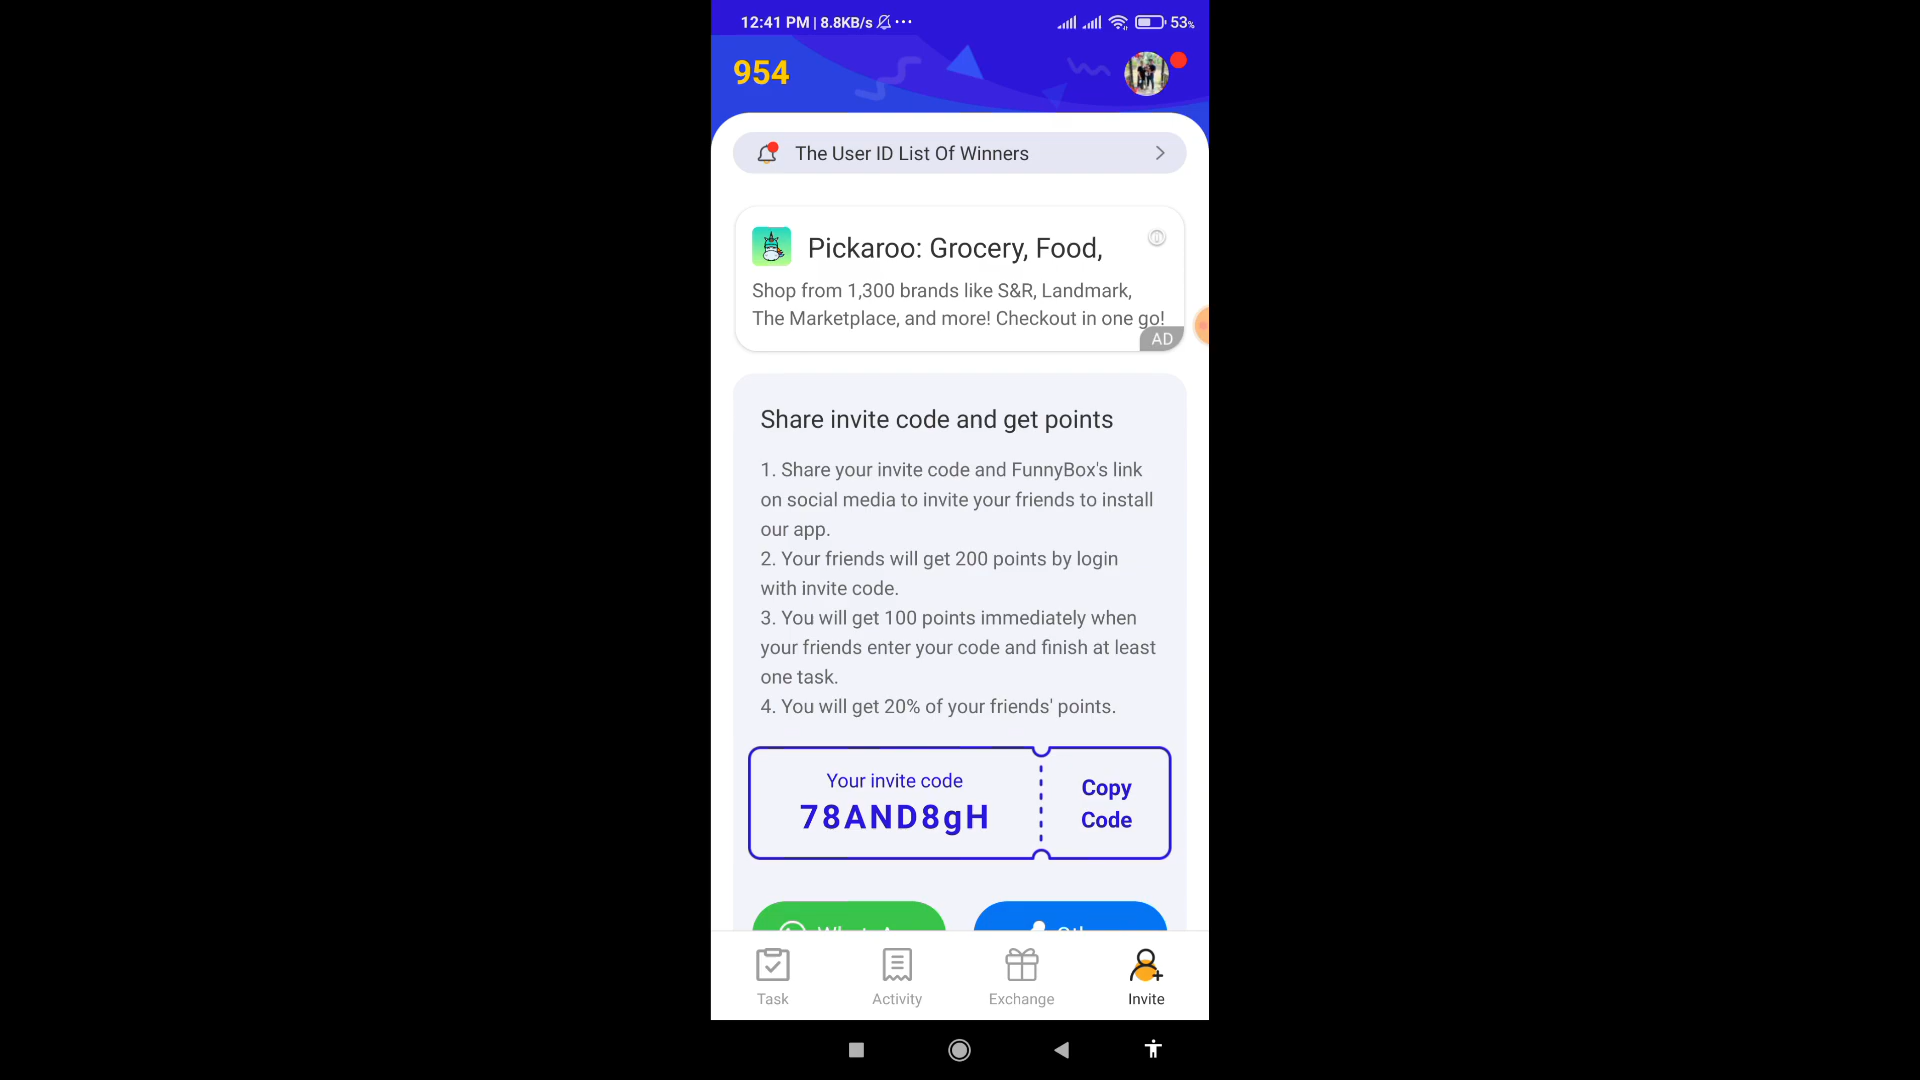 12:41 PM | 8.8KB/s ... 53%
954
The User ID List Of Winners
Pickaroo: Grocery, Food,
Shop from 1,300 brands like S&R, Landmark,
The Marketplace, and more! Checkout in one go!
AD
Share invite code and get points
1. Share your invite code and FunnyBox's link
on social media to invite your friends to install
our app.
2. Your friends will get 200 points by login
with invite code.
3. You will get 100 points immediately when
your friends enter your code and finish at least
one task.
4. You will get 20% of your friends' points.
Your invite code
78AND8gH
Copy
Code
Task
Activity
Exchange
Invite